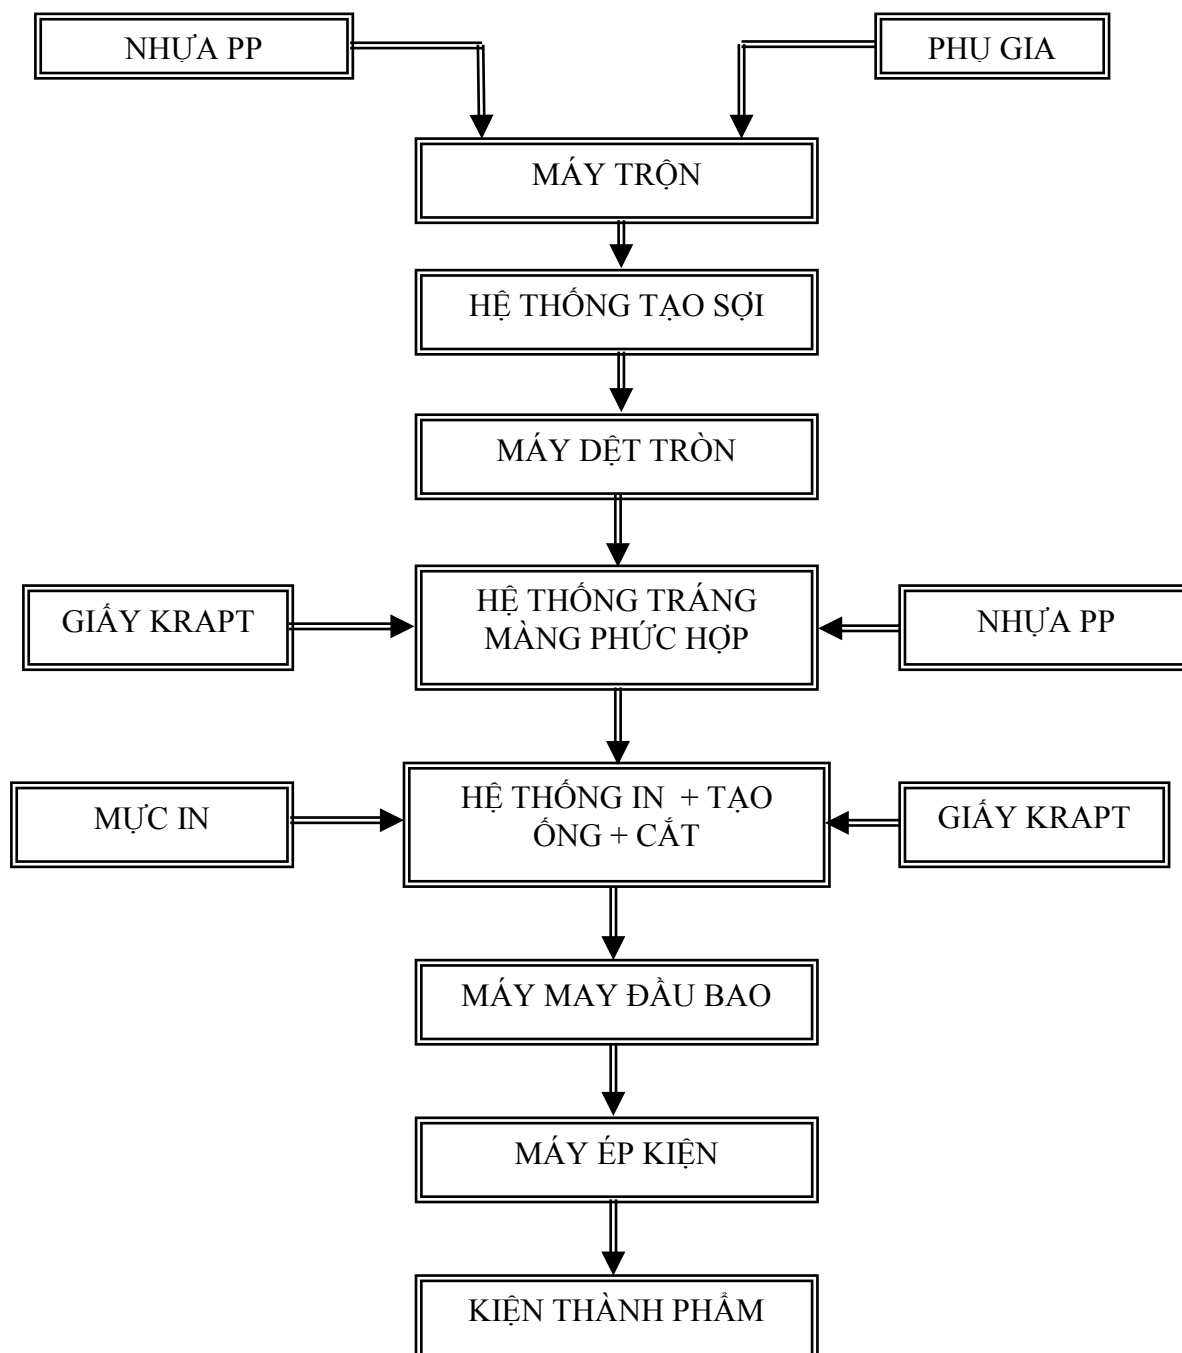 NHỰA PP
PHỤ GIA
MÁY TRỘN
HỆ THỐNG TẠO SỢI
MÁY DỆT TRÒN
GIẤY KRAPT
HỆ THỐNG TRÁNG
MÀNG PHỨC HỢP
NHỰA PP
MỰC IN
HỆ THỐNG IN + TẠO
ỐNG + CẮT
GIẤY KRAPT
MÁY MAY ĐẦU BAO
MÁY ÉP KIỆN
KIỆN THÀNH PHẨM